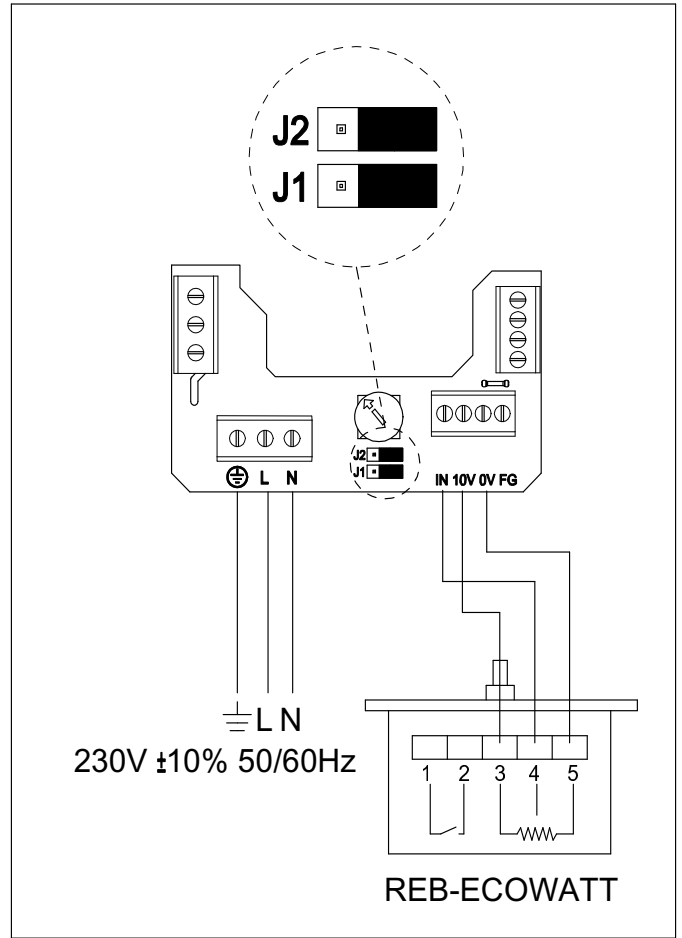 J2
J1
J2
J1
L N
IN 10V 0V FG
L N
230V ±10% 50/60Hz
1 2 3 4 5
REB-ECOWATT